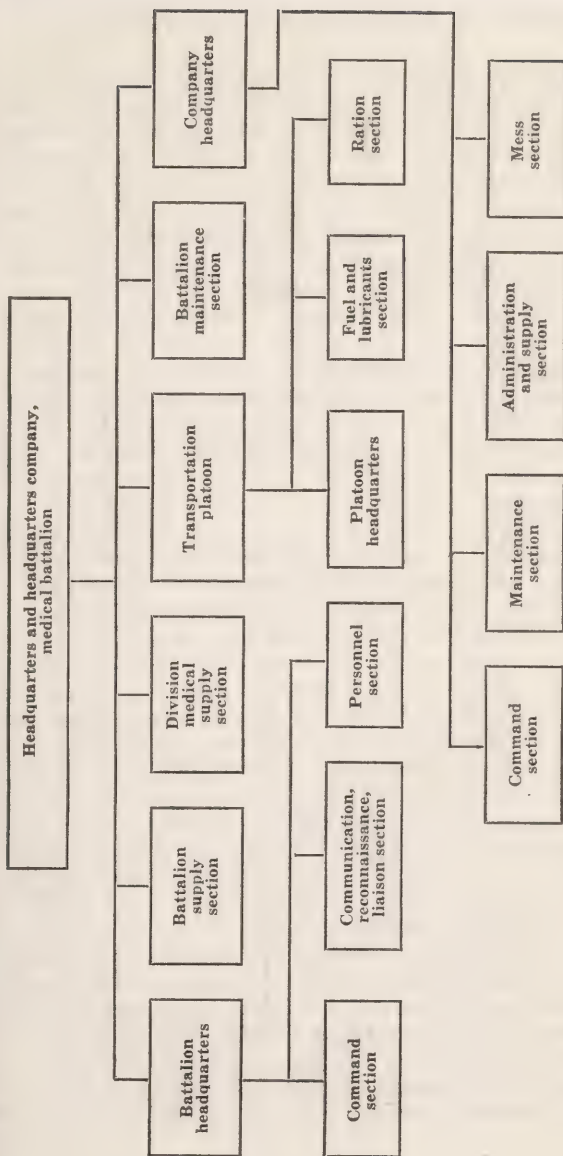 Headquarters and headquarters company,
medical battalion
Battalion
headquarters
Battalion
supply
section
Division
medical
supply
section
Transportation
platoon
Battalion
maintenance
section
Company
headquarters
Command
section
Communication,
reconnaissance,
liaison section
Personnel
section
Platoon
headquarters
Fuel and
lubricants
section
Ration
section
Command
section
Maintenance
section
Administration
and supply
section
Mess
section